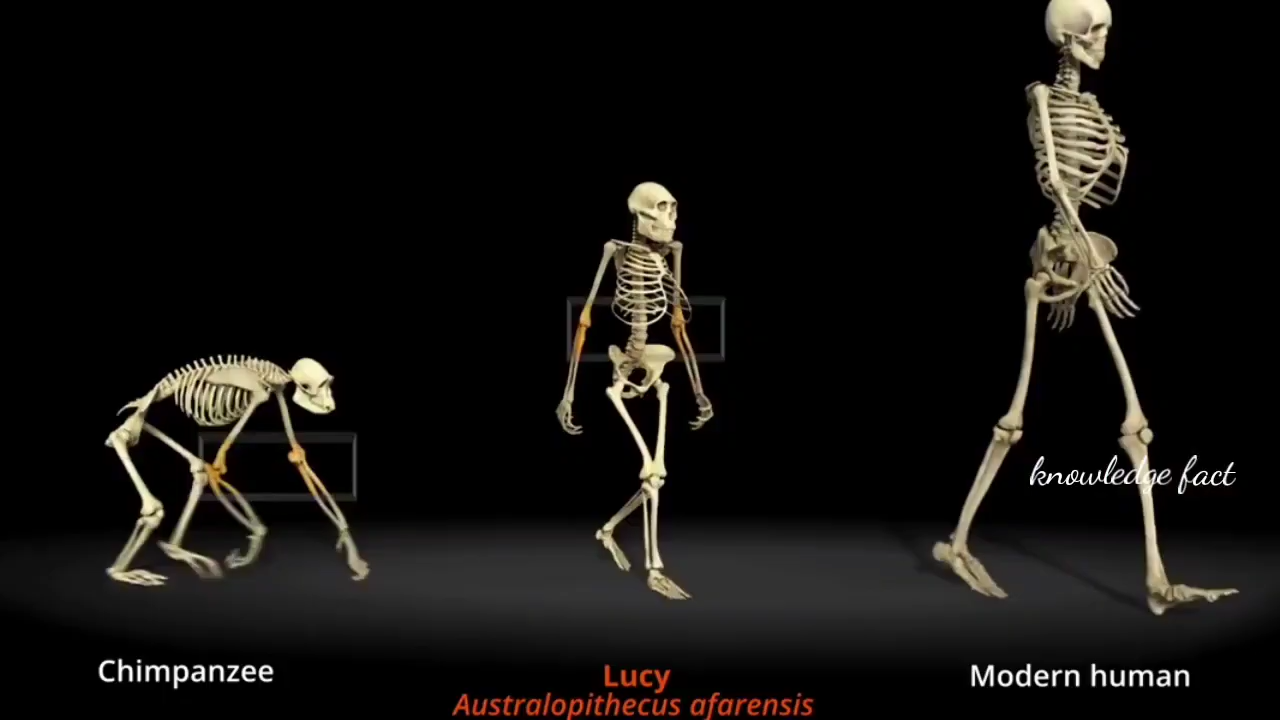 knowledge fact
Chimpanzee
Lucy
Australopithecus afarensis
Modern human